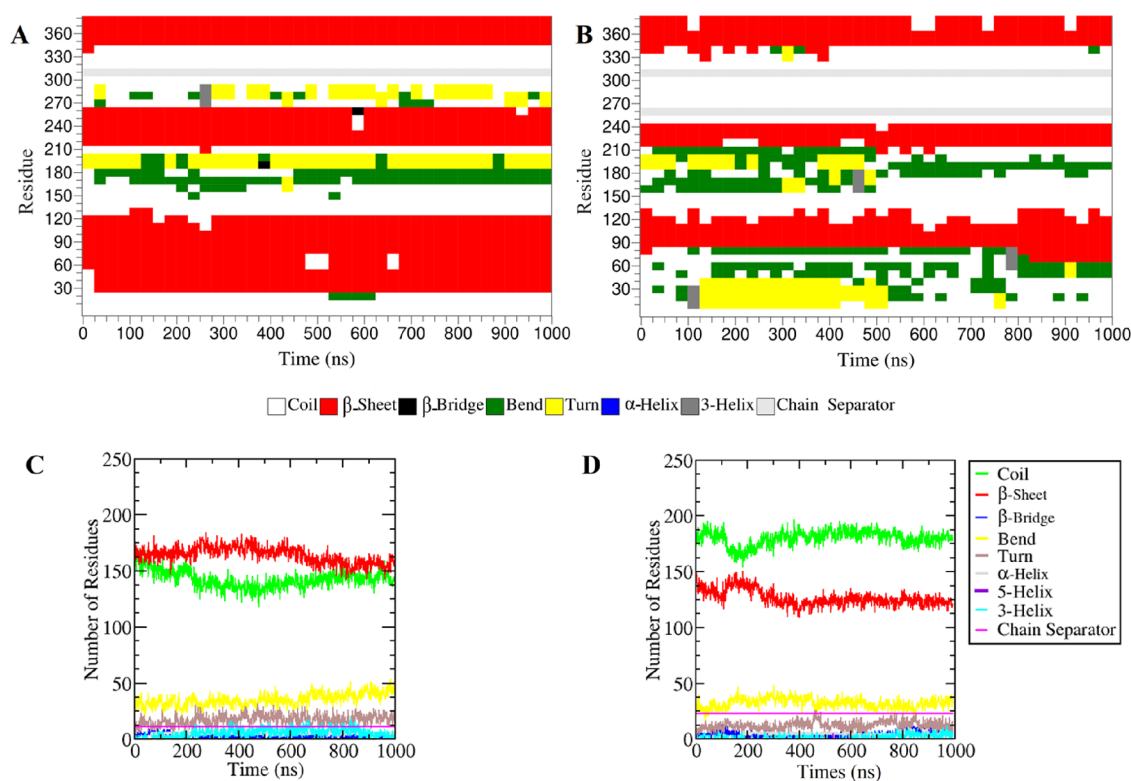 A
B
360
330
300
270
240
210
180
150
120
90
60
30
Residue
0 100 200 300 400 500 600 700 800 900 1000
Time (ns)
360
330
300
270
240
210
180
150
120
90
60
30
Residue
0 100 200 300 400 500 600 700 800 900 1000
Time (ns)
Coil β-Sheet β-Bridge Bend Turn α-Helix 3-Helix Chain Separator
C
250
200
150
100
50
0
Number of Residues
0 200 400 600 800 1000
Time (ns)
D
250
200
150
100
50
0
Number of Residues
0 200 400 600 800 1000
Times (ns)
Coil
β-Sheet
β-Bridge
Bend
Turn
α-Helix
5-Helix
3-Helix
Chain Separator